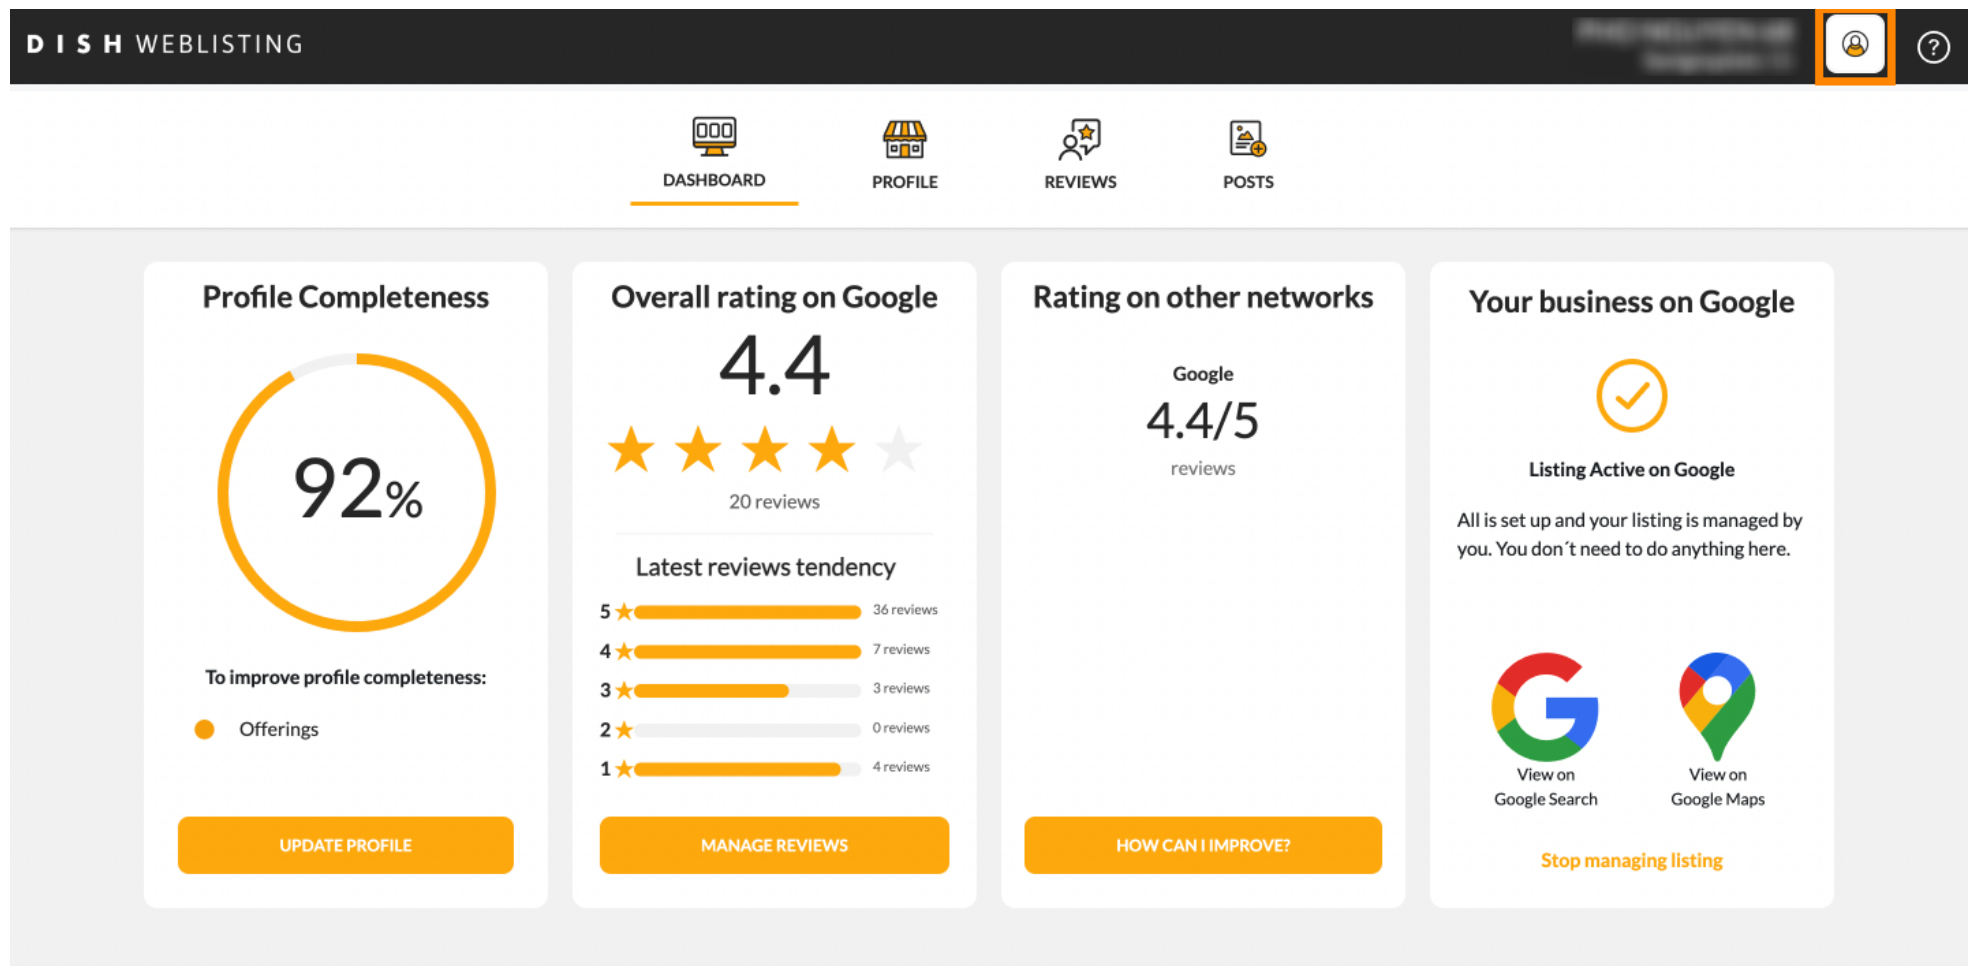 DISH WEBLISTING
?
DASHBOARD
PROFILE
REVIEWS
POSTS
Profile Completeness
92%
To improve profile completeness:
Offerings
UPDATE PROFILE
Overall rating on Google
4.4
20 reviews
Latest reviews tendency
5 36 reviews
4 7 reviews
3 3 reviews
2 0 reviews
1 4 reviews
MANAGE REVIEWS
Rating on other networks
Google
4.4/5
reviews
HOW CAN I IMPROVE?
Your business on Google
Listing Active on Google
All is set up and your listing is managed by
you. You don´t need to do anything here.
View on
Google Search
View on
Google Maps
Stop managing listing